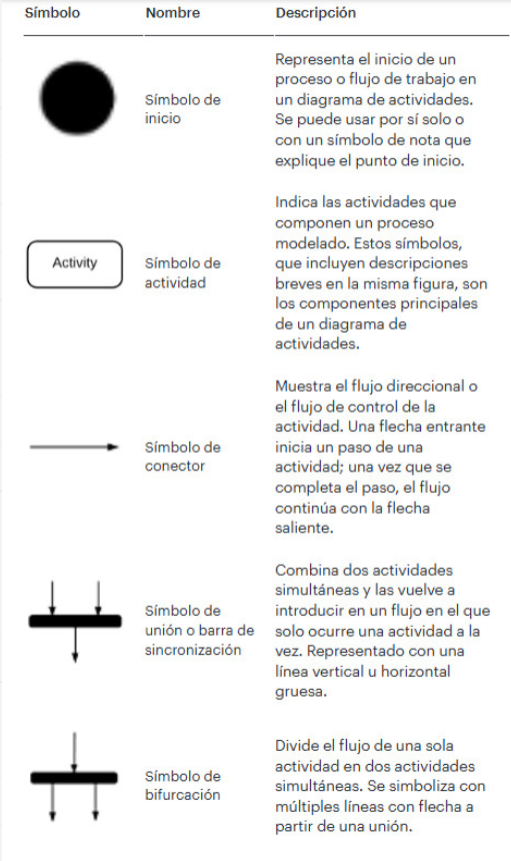 Símbolo Nombre Descripción
Símbolo de
inicio
Representa el inicio de un
proceso o flujo de trabajo en
un diagrama de actividades.
Se puede usar por sí solo o
con un símbolo de nota que
explique el punto de inicio.
Activity
Símbolo de
actividad
Indica las actividades que
componen un proceso
modelado. Estos símbolos,
que incluyen descripciones
breves en la misma figura, son
los componentes principales
de un diagrama de
actividades.
Símbolo de
conector
Muestra el flujo direccional o
el flujo de control de la
actividad. Una flecha entrante
inicia un paso de una
actividad; una vez que se
completa el paso, el flujo
continúa con la flecha
saliente.
Símbolo de
unión o barra de
sincronización
Combina dos actividades
simultáneas y las vuelve a
introducir en un flujo en el que
solo ocurre una actividad a la
vez. Representado con una
línea vertical u horizontal
gruesa.
Símbolo de
bifurcación
Divide el flujo de una sola
actividad en dos actividades
simultáneas. Se simboliza con
múltiples líneas con flecha a
partir de una unión.